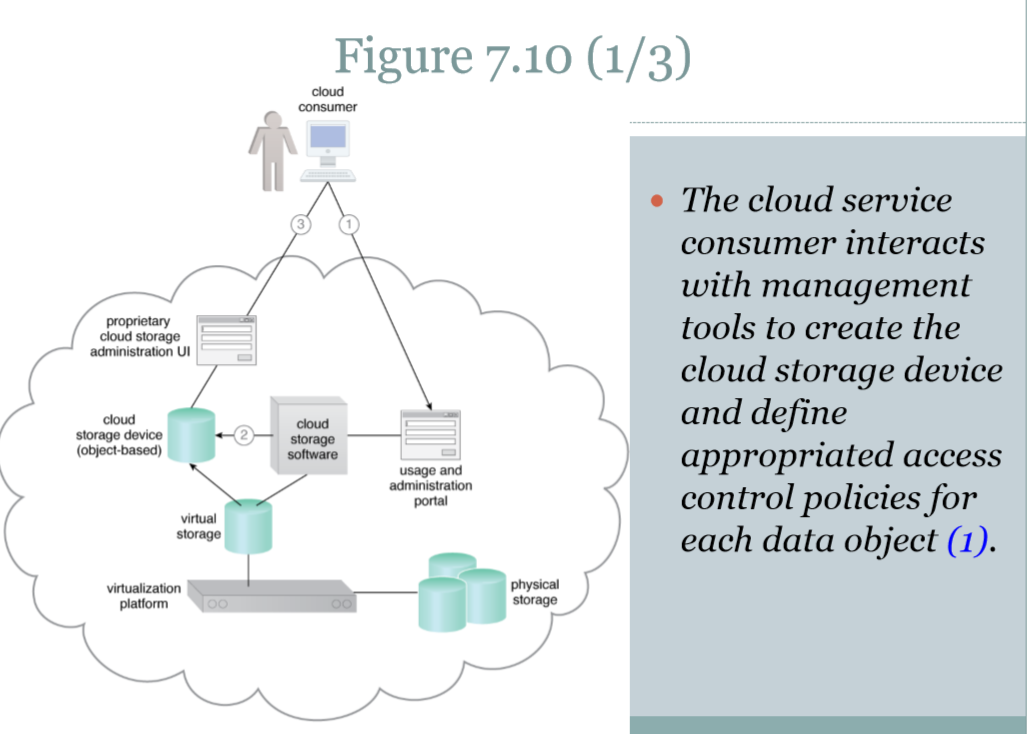 Figure 7.10 (1/3)
cloud
consumer
3
1
proprietary
cloud storage
administration UI
cloud
storage device
(object-based)
2
cloud
storage
software
usage and
administration
portal
virtual
storage
virtualization
platform
physical
storage
• The cloud service
consumer interacts
with management
tools to create the
cloud storage device
and define
appropriated access
control policies for
each data object (1).